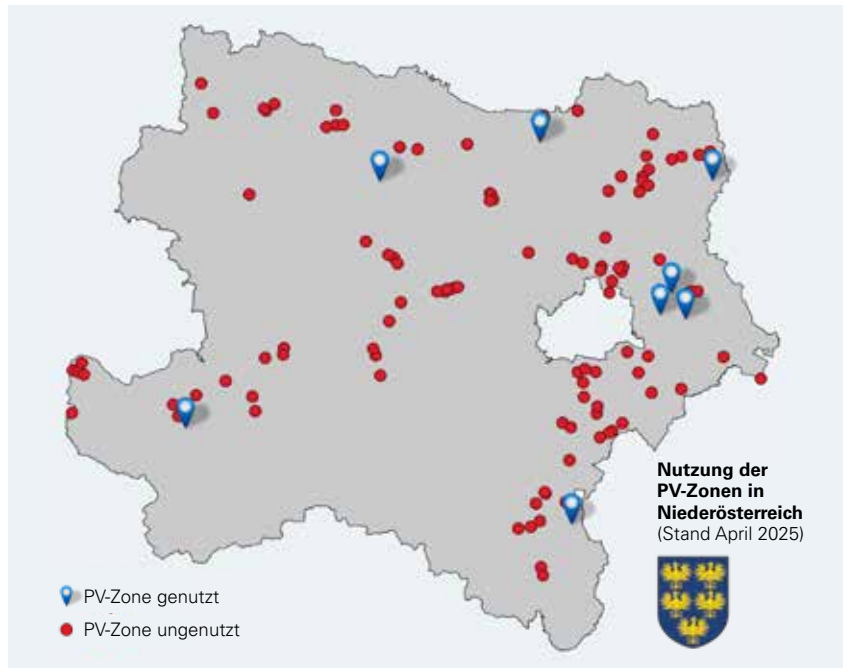 Nutzung der
PV-Zonen in
Niederösterreich
(Stand April 2025)
PV-Zone genutzt
PV-Zone ungenutzt